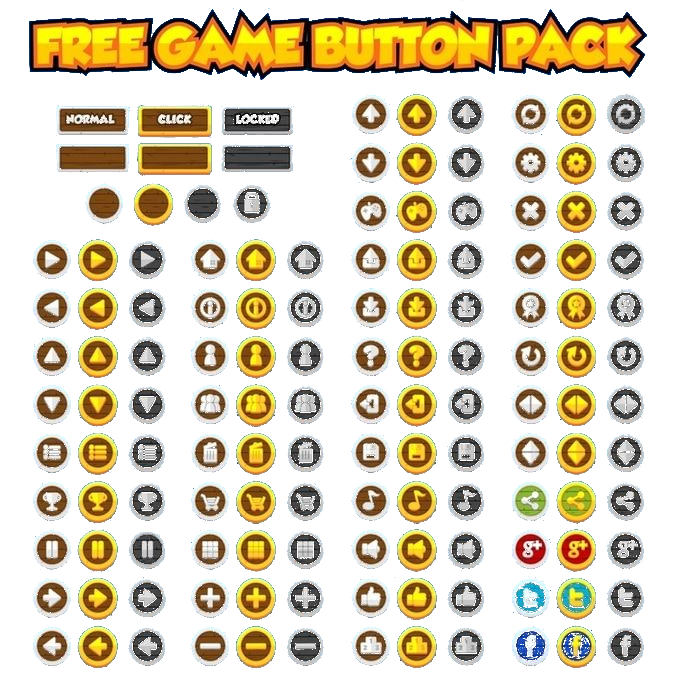 FREE GAME BUTTON PACK
NORMAL CLICK LOCKED
g+ g+ g+
t t t
f f f